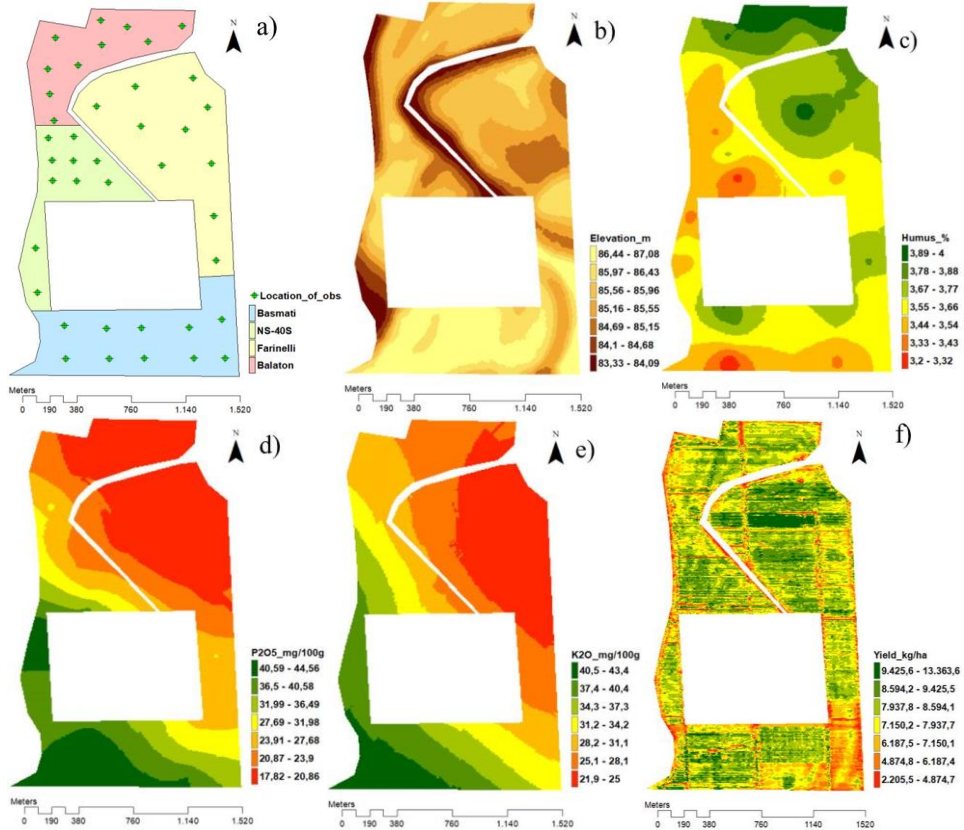 N
a)
Location_of_obs
Basmati
NS-40S
Farinelli
Balaton
Meters
0 190 380 760 1.140 1.520
N
b)
Elevation_m
86,44 - 87,08
85,97 - 86,43
85,56 - 85,96
85,16 - 85,55
84,69 - 85,15
84,1 - 84,68
83,33 - 84,09
Meters
0 190 380 760 1.140 1.520
N
c)
Humus_%
3,89 - 4
3,78 - 3,88
3,67 - 3,77
3,55 - 3,66
3,44 - 3,54
3,33 - 3,43
3,2 - 3,32
Meters
0 190 380 760 1.140 1.520
N
d)
P2O5_mg/100g
40,59 - 44,56
36,5 - 40,58
31,99 - 36,49
27,69 - 31,98
23,91 - 27,68
20,87 - 23,9
17,82 - 20,86
Meters
0 190 380 760 1.140 1.520
N
e)
K2O_mg/100g
40,5 - 43,4
37,4 - 40,4
34,3 - 37,3
31,2 - 34,2
28,2 - 31,1
25,1 - 28,1
21,9 - 25
Meters
0 190 380 760 1.140 1.520
N
f)
Yield_kg/ha
9.425,6 - 13.363,6
8.594,2 - 9.425,5
7.937,8 - 8.594,1
7.150,2 - 7.937,7
6.187,5 - 7.150,1
4.874,8 - 6.187,4
2.205,5 - 4.874,7
Meters
0 190 380 760 1140 1520